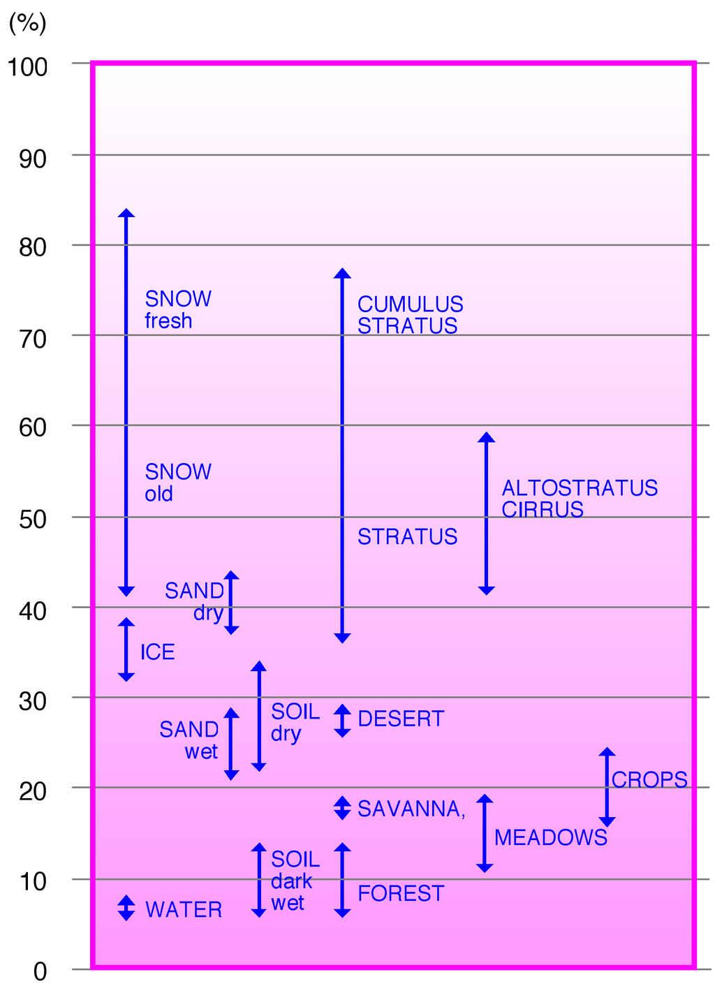 (%)
100
90
80
SNOW
fresh
CUMULUS
STRATUS
70
60
SNOW
old
ALTOSTRATUS
CIRRUS
50
STRATUS
SAND
dry
40
ICE
30
SOIL
dry
DESERT
SAND
wet
CROPS
20
SAVANNA,
MEADOWS
SOIL
dark
wet
10
FOREST
WATER
0